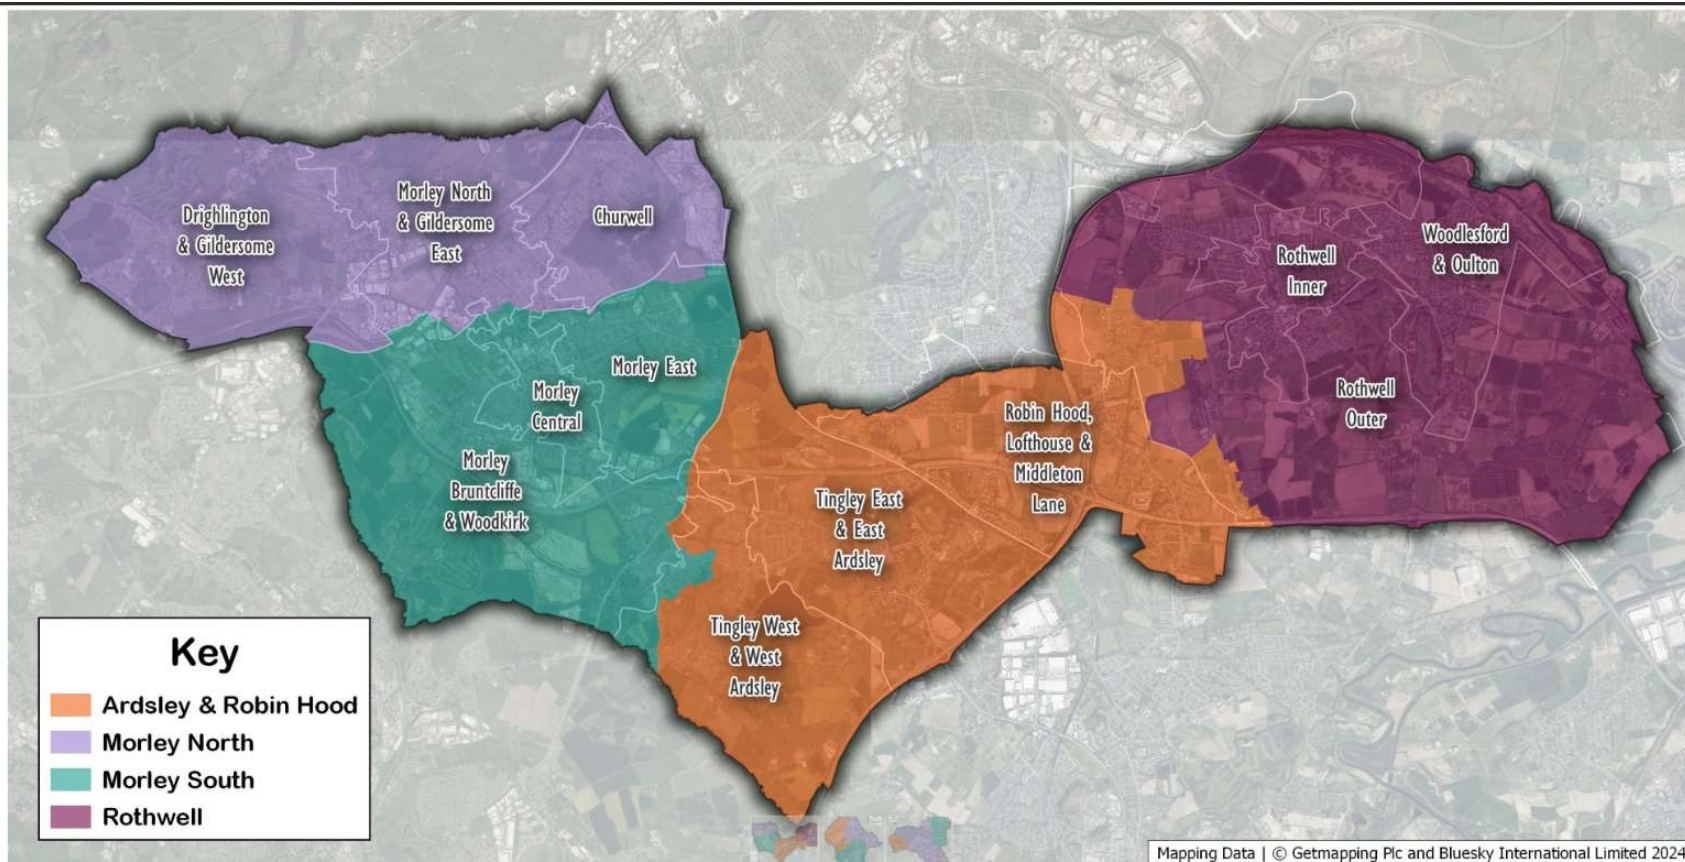 Drighlington
& Gildersome
West
Morley North
& Gildersome
East
Churwell
Morley East
Morley
Central
Morley
Bruntcliffe
& Woodkirk
Tingley East
& East
Ardsley
Tingley West
& West
Ardsley
Robin Hood,
Lofthouse &
Middleton
Lane
Rothwell
Inner
Woodlesford
& Oulton
Rothwell
Outer
Key
Ardsley & Robin Hood
Morley North
Morley South
Rothwell
Mapping Data | © Getmapping Plc and Bluesky International Limited 2024